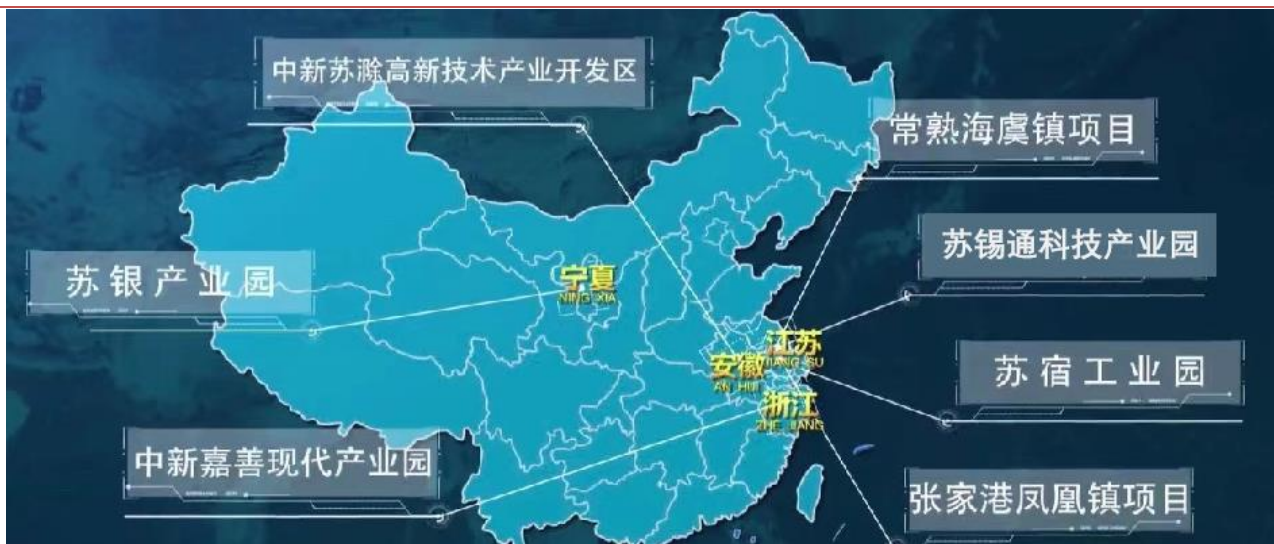 中新苏滁高新技术产业开发区
常熟海虞镇项目
苏锡通科技产业园
苏银产业园
宁夏
NING XIA
江苏
JIANG SU
安徽
AN HUI
苏宿工业园
浙江
ZHE JIANG
中新嘉善现代产业园
张家港凤凰镇项目